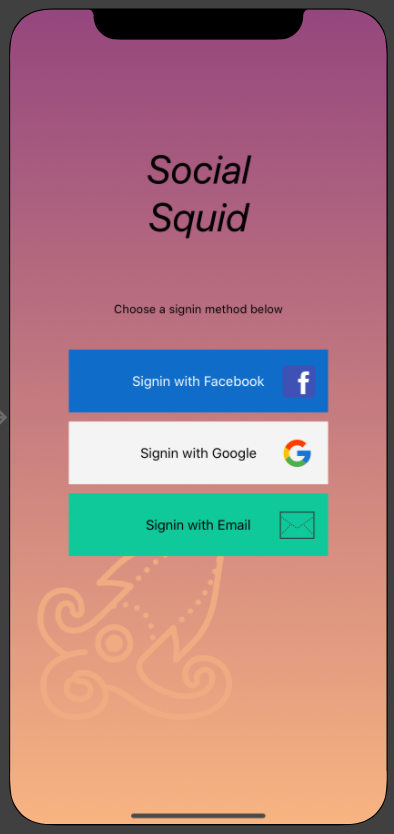 Social
Squid
Choose a signin method below
Signin with Facebook
f
Signin with Google
G
Signin with Email